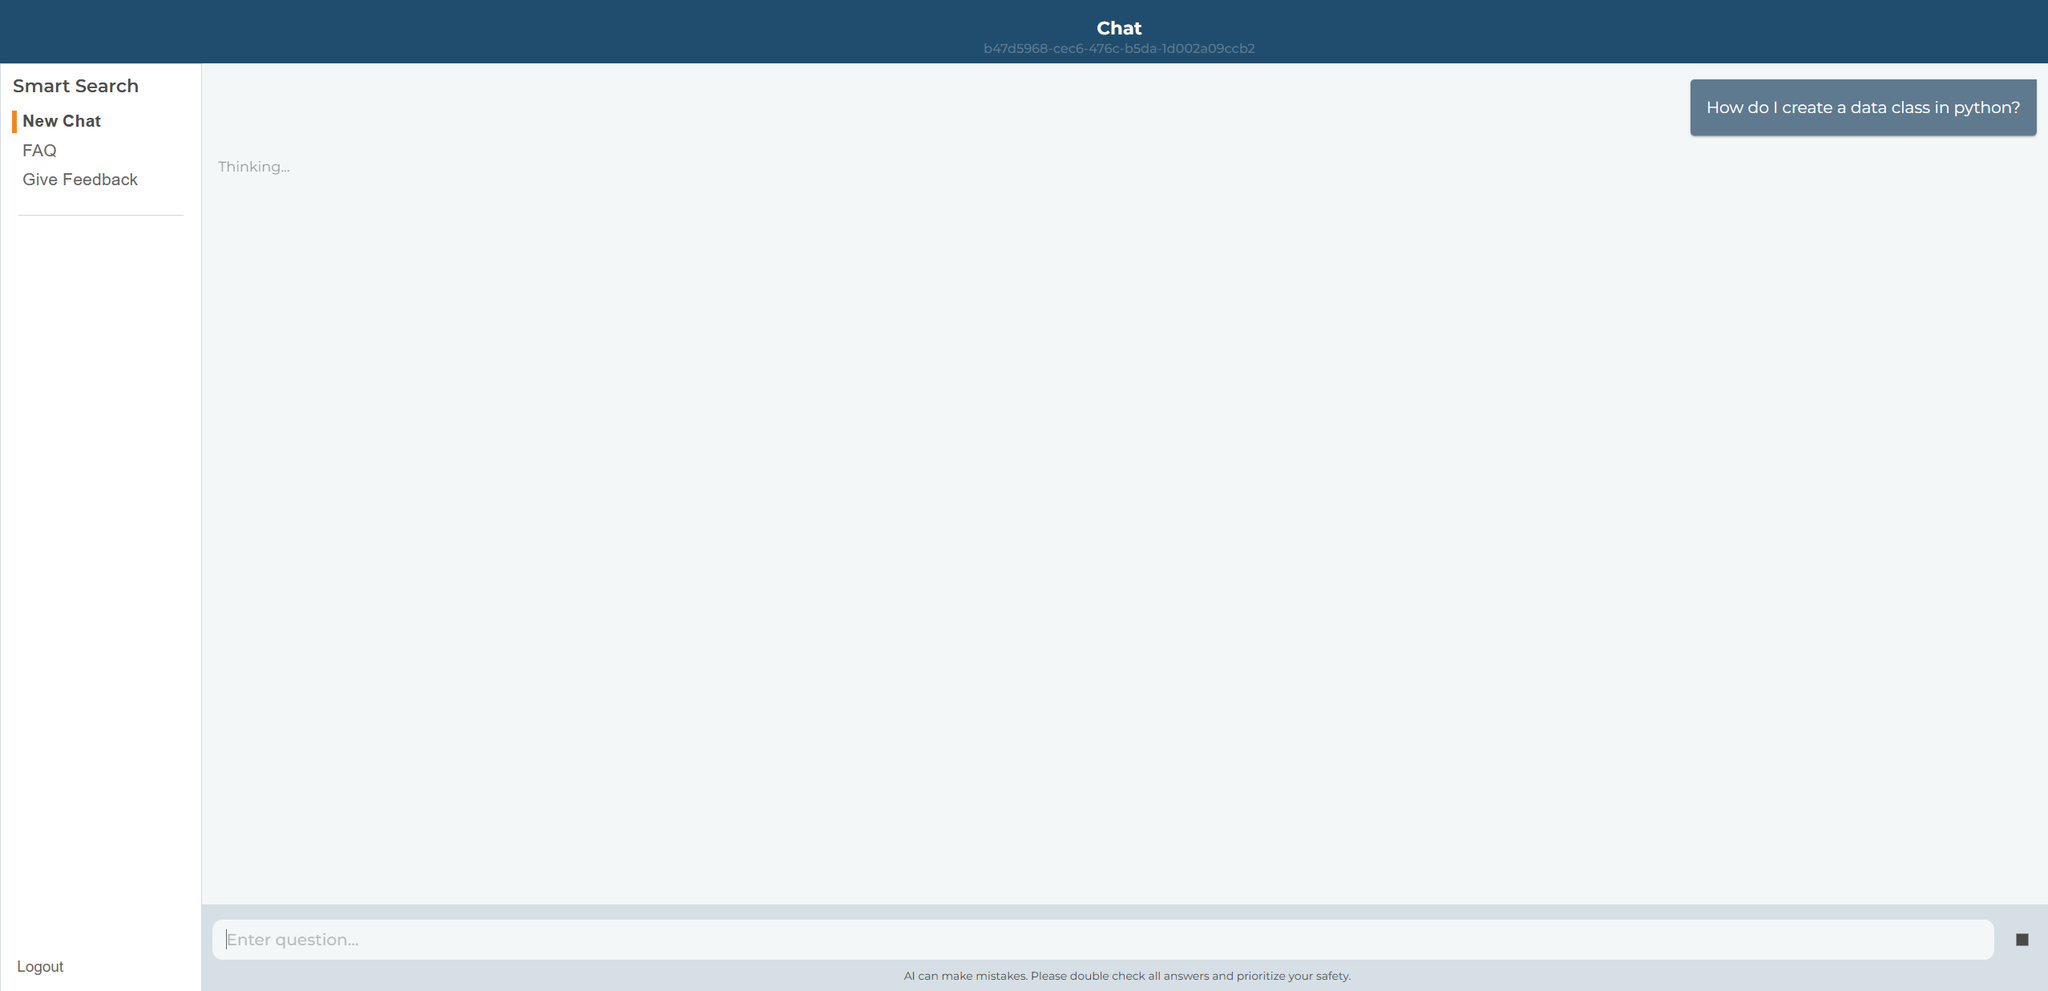 Chat
b47d5968-cec6-476c-b5da-1d002a09ccb2
Smart Search
New Chat
FAQ
Give Feedback
How do I create a data class in python?
Thinking...
Enter question...
Logout
AI can make mistakes. Please double check all answers and prioritize your safety.